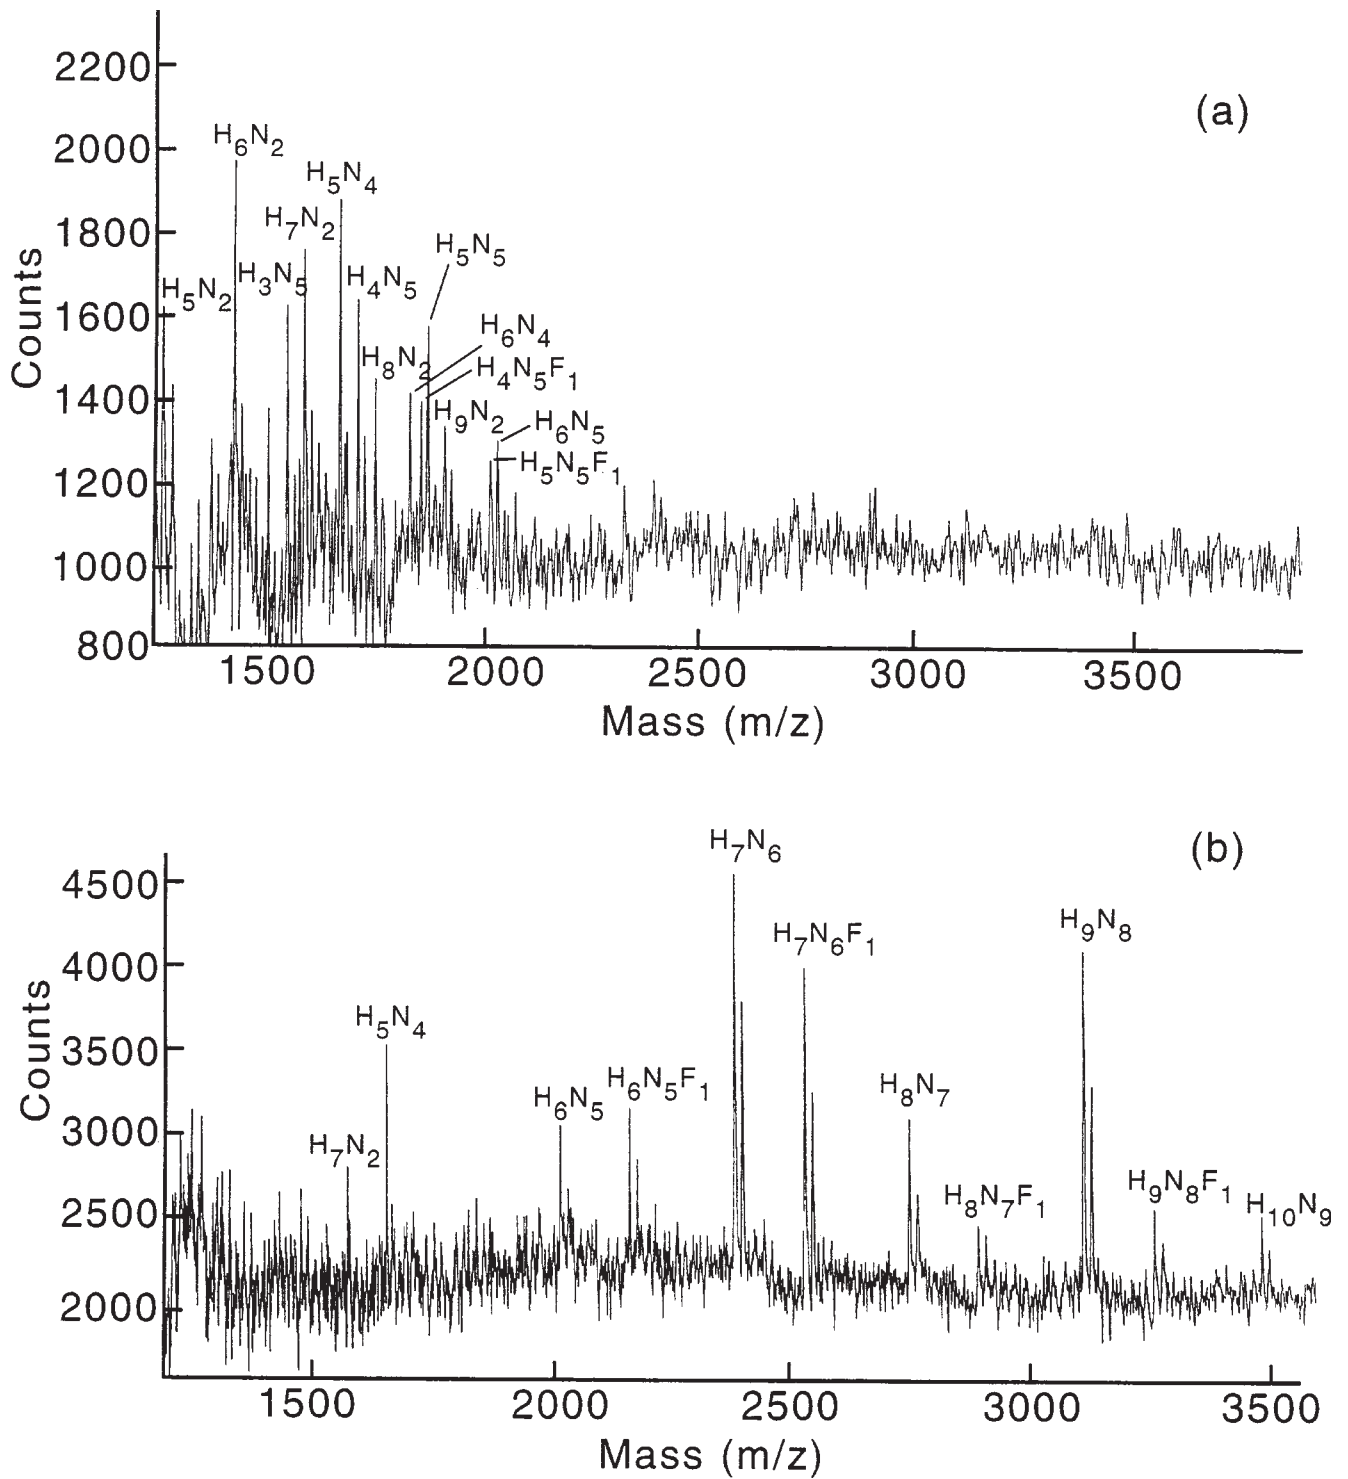 (a)
2200
2000
1800
1600
1400
1200
1000
800
Counts
H6N2
H5N4
H7N2
H5N5
H5N2
H3N5
H4N5
H6N4
H8N2
H4N5F1
H9N2
H6N5
H5N5F1
1500 2000 2500 3000 3500
Mass (m/z)
(b)
4500
4000
3500
3000
2500
2000
Counts
H7N6
H9N8
H7N6F1
H5N4
H6N5F1
H8N7
H6N5
H7N2
H9N8F1
H8N7F1
H10N9
1500 2000 2500 3000 3500
Mass (m/z)